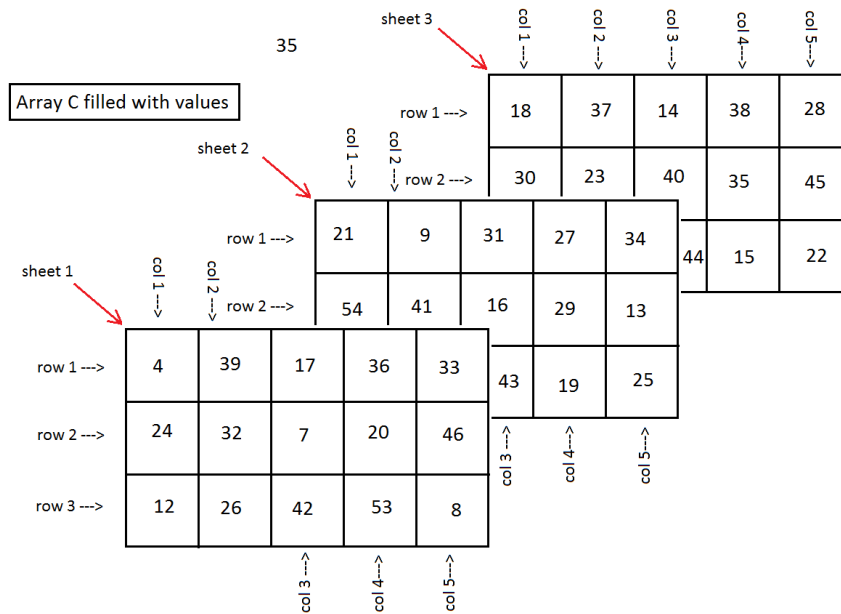 sheet 3
col 1 --->
col 2 --->
col 3 --->
col 4--->
col 5--->
35
Array C filled with values
row 1 --->
18 37 14 38 28
sheet 2
col 1 --->
col 2 --->
row 2 --->
30 23 40 35 45
row 1 --->
21 9 31 27 34
44 15 22
sheet 1
col 1 --->
col 2 --->
row 2 --->
54 41 16 29 13
row 1 --->
4 39 17 36 33
43 19 25
row 2 --->
24 32 7 20 46
col 3 --->
col 4--->
col 5--->
row 3 --->
12 26 42 53 8
col 3 --->
col 4--->
col 5--->